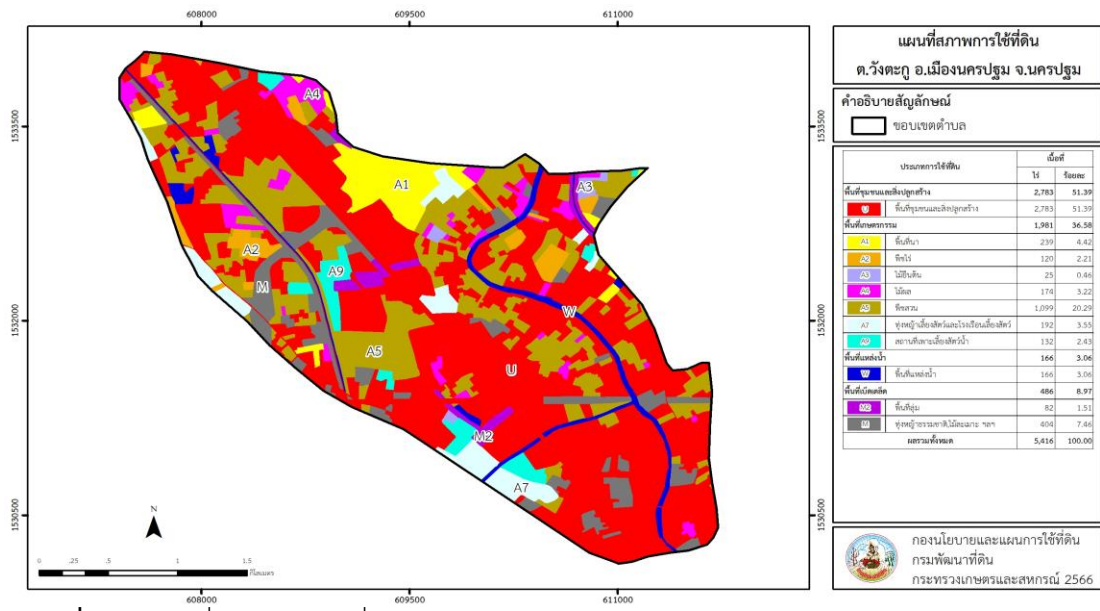 608000 609500 611000
1533500
1532000
1530500
1533500
1532000
1530500
A4
A1
A3
A2
A9
M
W
A5
U
M2
A7
N
0 .25 .5 1 1.5
กิโลเมตร
608000 609500 611000
แผนที่สภาพการใช้ที่ดิน
ต.วังตะกู อ.เมืองนครปฐม จ.นครปฐม
คำอธิบายสัญลักษณ์
ขอบเขตตำบล
ประเภทการใช้ที่ดิน เนื้อที่
ไร่ ร้อยละ
พื้นที่ชุมชนและสิ่งปลูกสร้าง 2,783 51.39
U พื้นที่ชุมชนและสิ่งปลูกสร้าง 2,783 51.39
พื้นที่เกษตรกรรม 1,981 36.58
A1 พื้นที่นา 239 4.42
A2 พืชไร่ 120 2.21
A3 ไม้ยืนต้น 25 0.46
A4 ไม้ผล 174 3.22
A5 พืชสวน 1,099 20.29
A7 ทุ่งหญ้าเลี้ยงสัตว์และโรงเรือนเลี้ยงสัตว์ 192 3.55
A9 สถานที่เพาะเลี้ยงสัตว์น้ำ 132 2.43
พื้นที่แหล่งน้ำ 166 3.06
W พื้นที่แหล่งน้ำ 166 3.06
พื้นที่เบ็ดเตล็ด 486 8.97
M2 พื้นที่ลุ่ม 82 1.51
M ทุ่งหญ้าธรรมชาติ,ไม้ละเมาะ ฯลฯ 404 7.46
ผลรวมทั้งหมด 5,416 100.00
กองนโยบายและแผนการใช้ที่ดิน
กรมพัฒนาที่ดิน
กระทรวงเกษตรและสหกรณ์ 2566